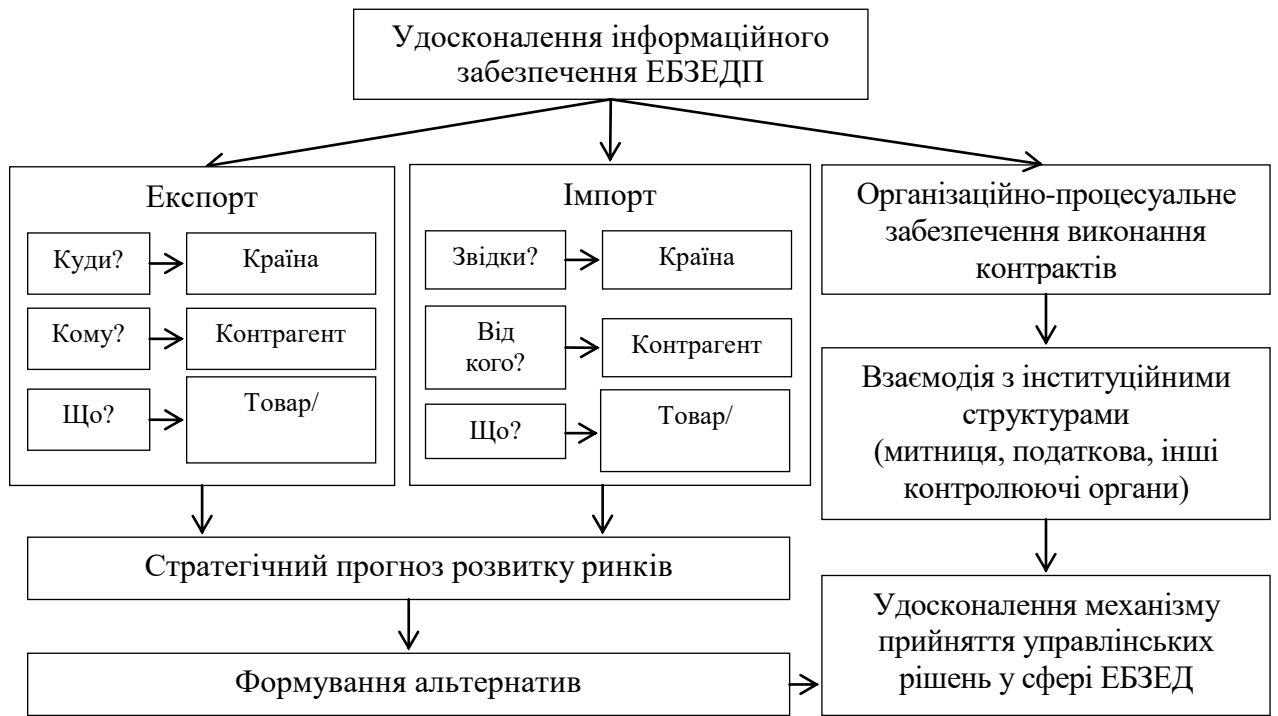 Удосконалення інформаційного
забезпечення ЕБЗЕДП
Експорт
Куди?
Країна
Кому?
Контрагент
Що?
Товар/
Імпорт
Звідки?
Країна
Від
кого?
Контрагент
Що?
Товар/
Організаційно-процесуальне
забезпечення виконання
контрактів
Взаємодія з інституційними
структурами
(митниця, податкова, інші
контролюючі органи)
Стратегічний прогноз розвитку ринків
Формування альтернатив
Удосконалення механізму
прийняття управлінських
рішень у сфері ЕБЗЕД